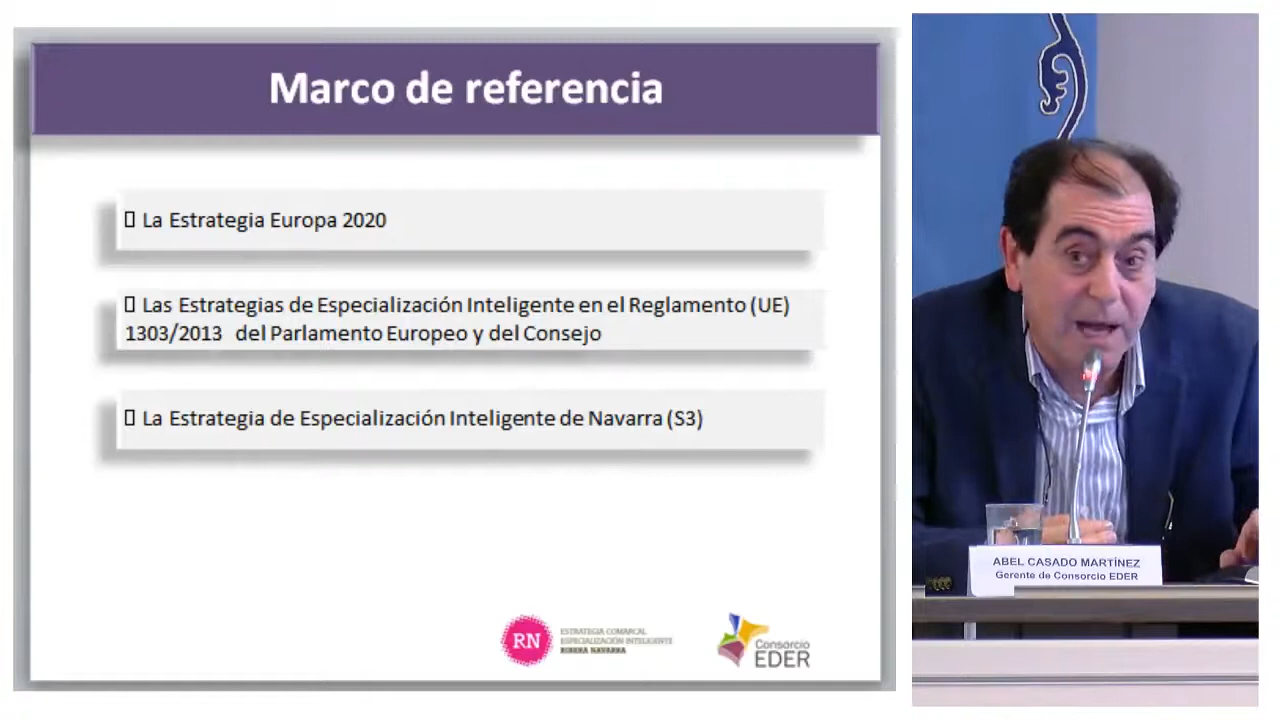 Marco de referencia
▯ La Estrategia Europa 2020
▯ Las Estrategias de Especialización Inteligente en el Reglamento (UE)
1303/2013 del Parlamento Europeo y del Consejo
▯ La Estrategia de Especialización Inteligente de Navarra (S3)
RN
ESTRATEGIA COMARCAL
ESPECIALIZACIÓN INTELIGENTE
RIBERA NAVARRA
Consorcio
EDER
ABEL CASADO MARTÍNEZ
Gerente de Consorcio EDER